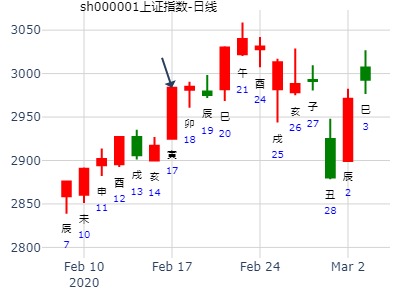 sh000001上证指数-日线
3050
3000
2950
2900
2850
2800
辰
7
未
10
申
11
酉
12
戌
13
亥
14
寅
17
卯
18
辰
19
巳
20
午
21
酉
24
戌
25
亥
26
子
27
丑
28
辰
2
巳
3
Feb 10
2020
Feb 17
Feb 24
Mar 2